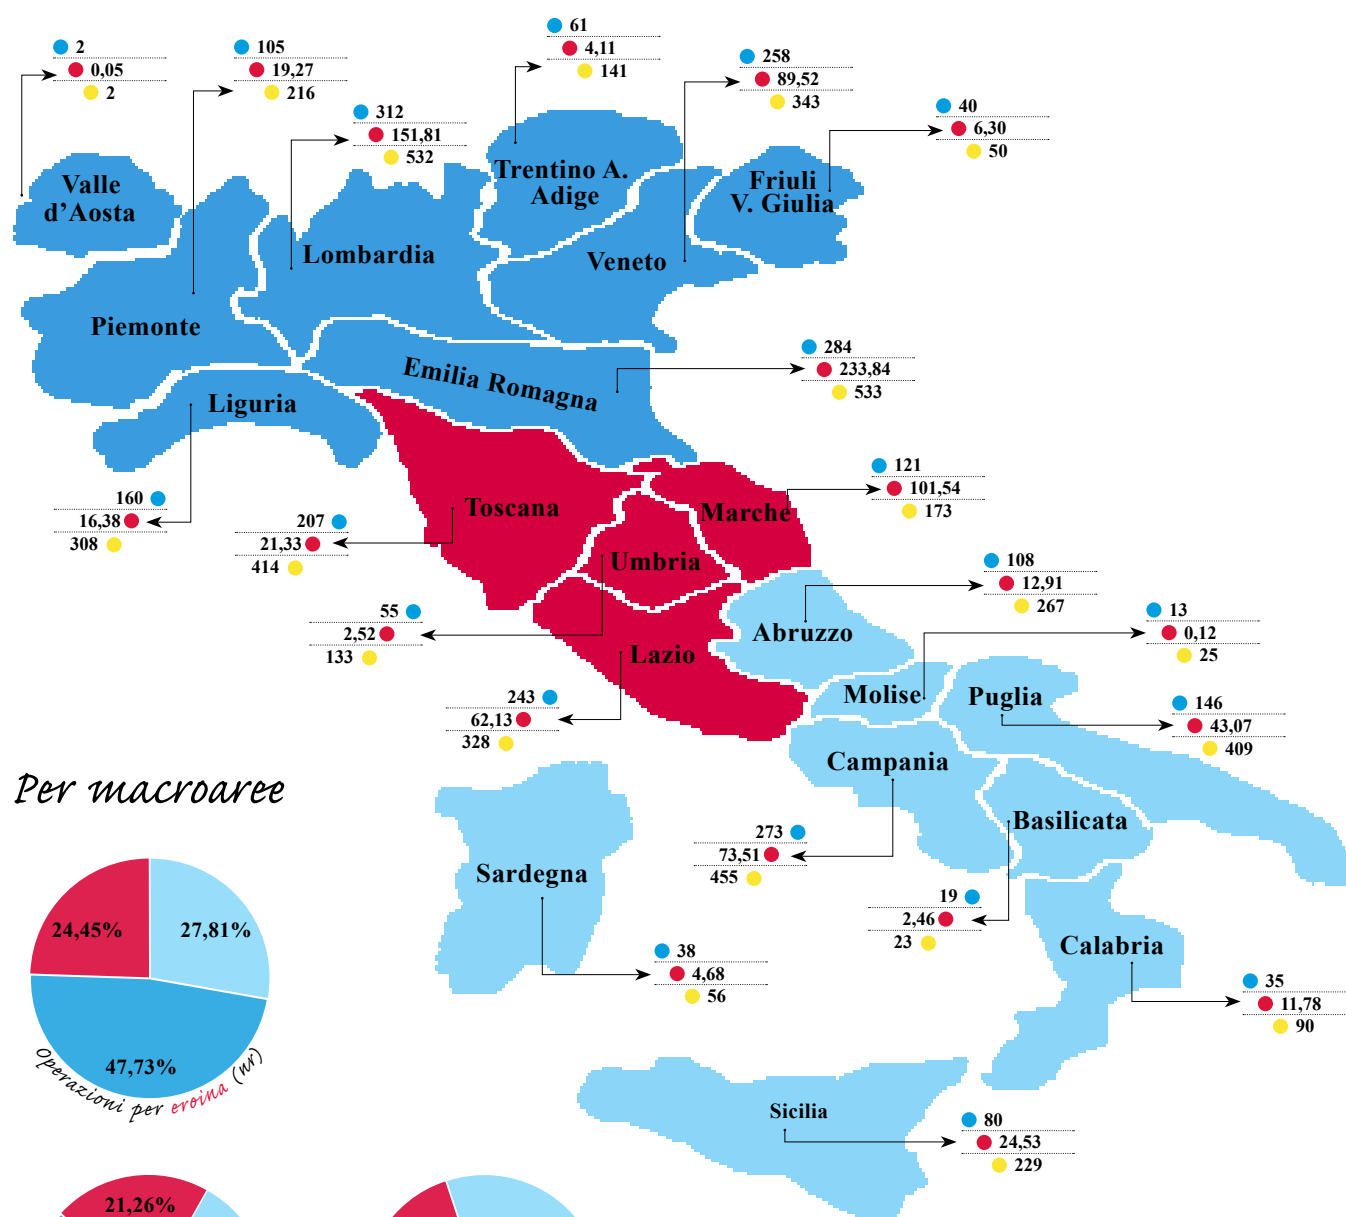 61
2
105
258
4,11
0,05
19,27
89,52
141
2
216
343
312
40
151,81
6,30
532
50
Trentino A.
Adige
Valle
d’Aosta
Friuli
V. Giulia
Lombardia
Veneto
Piemonte
284
233,84
533
Emilia Romagna
Liguria
121
101,54
173
160
16,38
308
Toscana
Marche
207
21,33
414
Umbria
108
12,91
267
55
2,52
133
13
0,12
25
Abruzzo
Lazio
Molise
Puglia
243
62,13
328
146
43,07
409
Campania
Per macroaree
Basilicata
273
73,51
455
Sardegna
19
2,46
23
24,45%
27,81%
Calabria
38
4,68
56
35
11,78
90
47,73%
Operazioni per eroina (nr)
Sicilia
80
24,53
229
21,26%